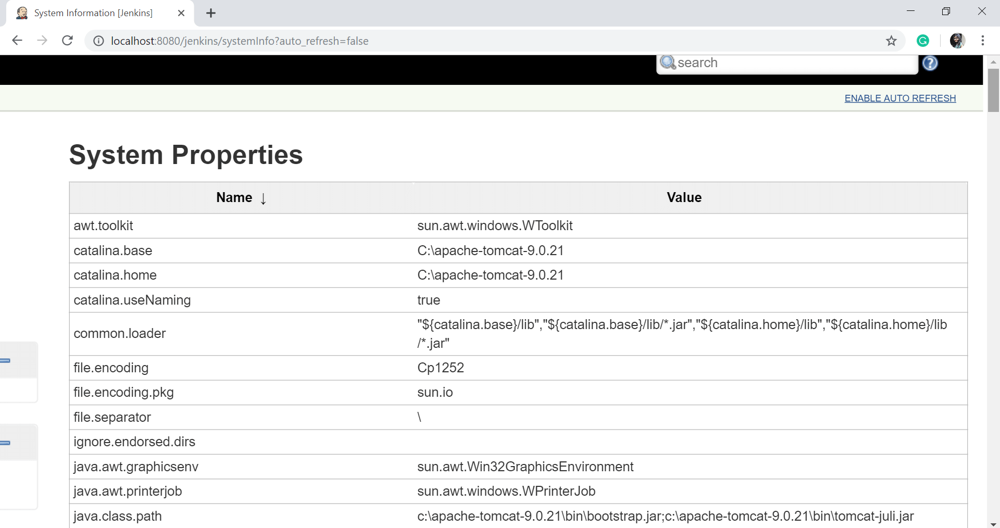 System Information [Jenkins]
localhost:8080/jenkins/systemInfo?auto_refresh=false
search
ENABLE AUTO REFRESH
System Properties
Name ↓ Value
awt.toolkit sun.awt.windows.WToolkit
catalina.base C:\apache-tomcat-9.0.21
catalina.home C:\apache-tomcat-9.0.21
catalina.useNaming true
common.loader "${catalina.base}/lib","${catalina.base}/lib/*.jar","${catalina.home}/lib","${catalina.home}/lib
/*.jar"
file.encoding Cp1252
file.encoding.pkg sun.io
file.separator \
ignore.endorsed.dirs
java.awt.graphicsenv sun.awt.Win32GraphicsEnvironment
java.awt.printerjob sun.awt.windows.WPrinterJob
java.class.path c:\apache-tomcat-9.0.21\bin\bootstrap.jar;c:\apache-tomcat-9.0.21\bin\tomcat-juli.jar